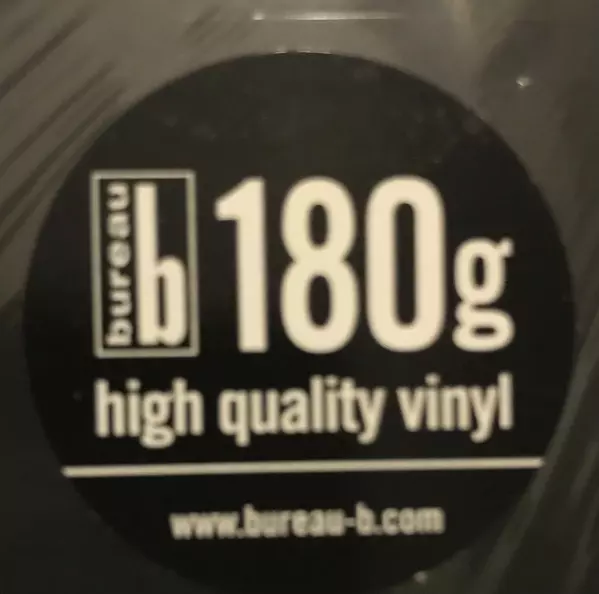 bureau b 180g
high quality vinyl
www.bureau-b.com